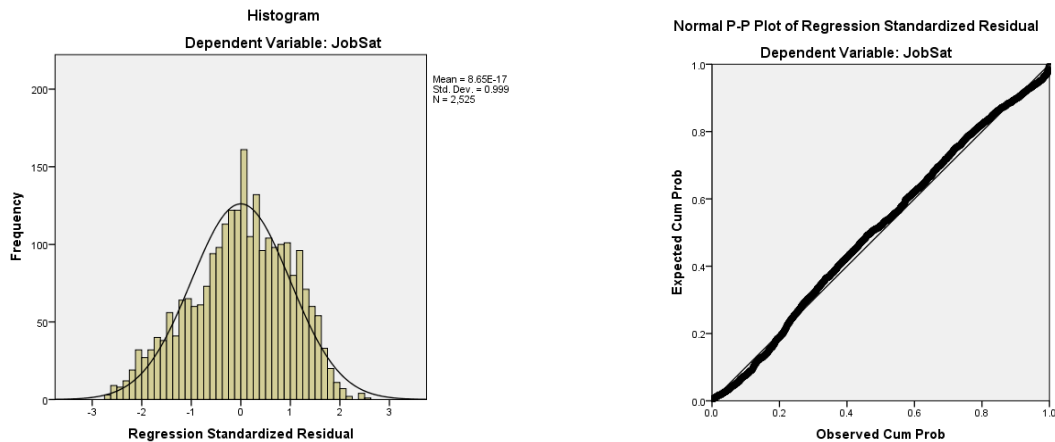 Histogram
Dependent Variable: JobSat
Mean = 8.65E-17
Std. Dev. = 0.999
N = 2,525
200
150
100
50
0
Frequency
-3 -2 -1 0 1 2 3
Regression Standardized Residual
Normal P-P Plot of Regression Standardized Residual
Dependent Variable: JobSat
1.0
0.8
0.6
0.4
0.2
0.0
Expected Cum Prob
0.0 0.2 0.4 0.6 0.8 1.0
Observed Cum Prob